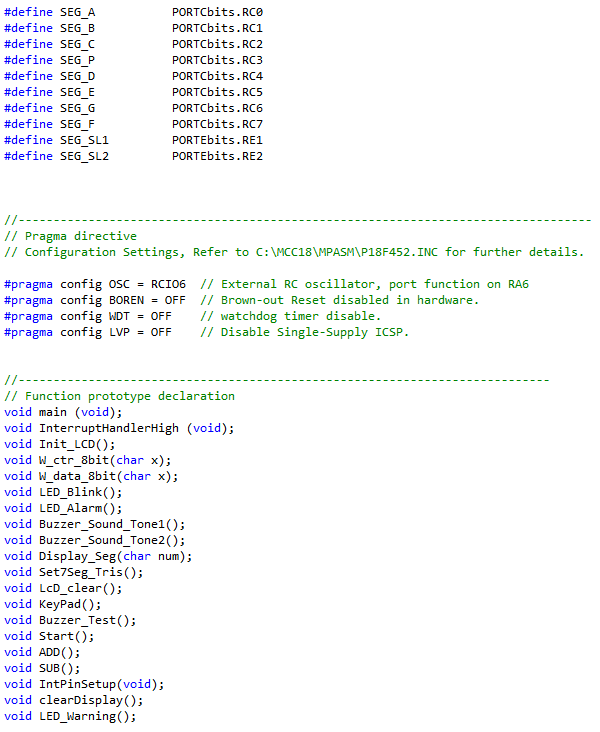 #define SEG_A           PORTCbits.RC0
#define SEG_B           PORTCbits.RC1
#define SEG_C           PORTCbits.RC2
#define SEG_P           PORTCbits.RC3
#define SEG_D           PORTCbits.RC4
#define SEG_E           PORTCbits.RC5
#define SEG_G           PORTCbits.RC6
#define SEG_F           PORTCbits.RC7
#define SEG_SL1         PORTEbits.RE1
#define SEG_SL2         PORTEbits.RE2
//----------------------------------------------------------------------------------
// Pragma directive
// Configuration Settings, Refer to C:\MCC18\MPASM\P18F452.INC for further details.
#pragma config OSC = RCIO6  // External RC oscillator, port function on RA6
#pragma config BOREN = OFF  // Brown-out Reset disabled in hardware.
#pragma config WDT = OFF    // watchdog timer disable.
#pragma config LVP = OFF    // Disable Single-Supply ICSP.
//----------------------------------------------------------------------------
// Function prototype declaration
void main (void);
void InterruptHandlerHigh (void);
void Init_LCD();
void W_ctr_8bit(char x);
void W_data_8bit(char x);
void LED_Blink();
void LED_Alarm();
void Buzzer_Sound_Tone1();
void Buzzer_Sound_Tone2();
void Display_Seg(char num);
void Set7Seg_Tris();
void LcD_clear();
void KeyPad();
void Buzzer_Test();
void Start();
void ADD();
void SUB();
void IntPinSetup(void);
void clearDisplay();
void LED_Warning();